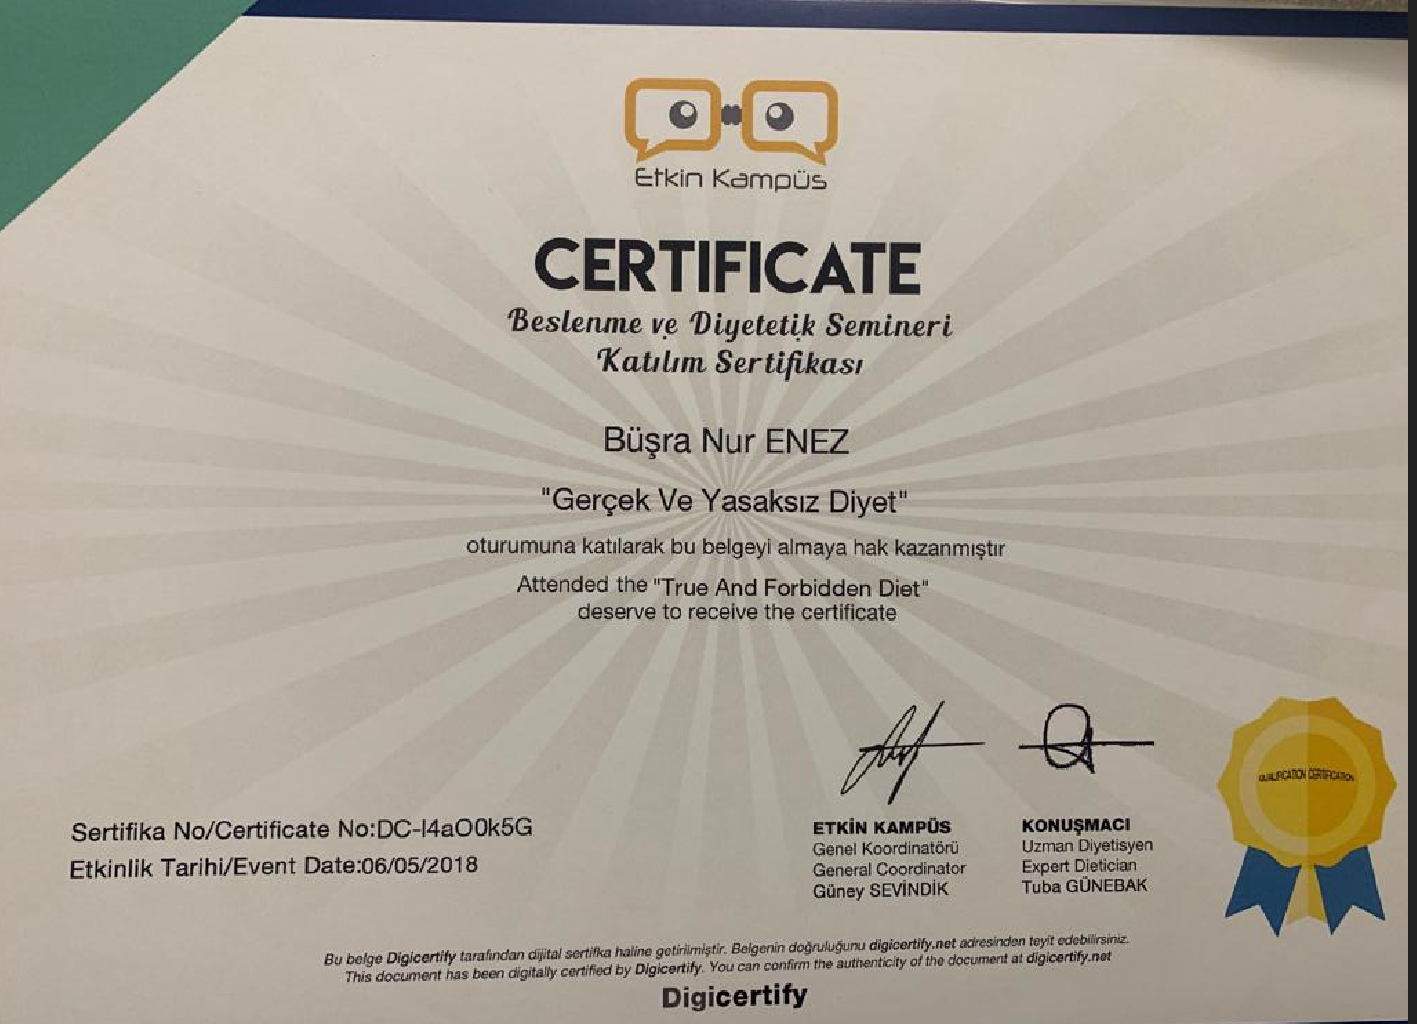 Etkin Kampüs
CERTIFICATE
Beslenme ve Diyetetik Semineri
Katılım Sertifikası
Büşra Nur ENEZ
"Gerçek Ve Yasaksız Diyet"
oturumuna katılarak bu belgeyi almaya hak kazanmıştır
Attended the "True And Forbidden Diet"
deserve to receive the certificate
Sertifika No/Certificate No:DC-I4aO0k5G
Etkinlik Tarihi/Event Date:06/05/2018
ETKİN KAMPÜS
Genel Koordinatörü
General Coordinator
Güney SEVİNDİK
KONUŞMACI
Uzman Diyetisyen
Expert Dietician
Tuba GÜNEBAK
QUALIFICATION CERTIFICATION
Bu belge Digicertify tarafından dijital sertifka haline getirilmiştir. Belgenin doğruluğunu digicertify.net adresinden teyit edebilirsiniz.
This document has been digitally certified by Digicertify. You can confirm the authenticity of the document at digicertify.net
Digicertify